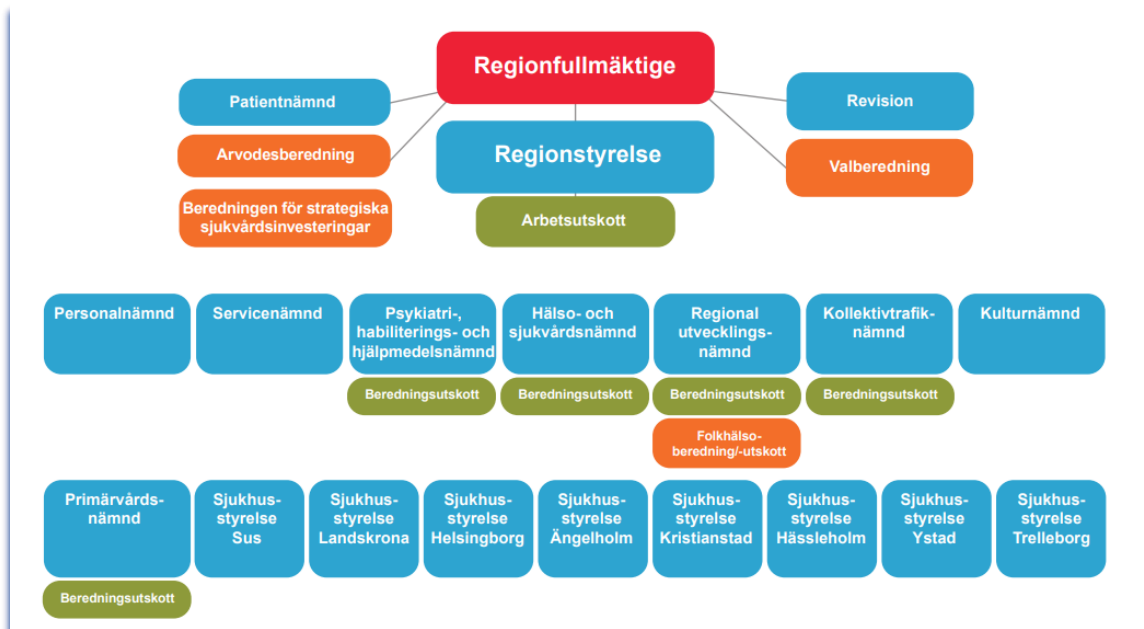 Regionfullmäktige
Patientnämnd
Revision
Arvodesberedning
Regionstyrelse
Valberedning
Beredningen för strategiska
sjukvårdsinvesteringar
Arbetsutskott
Personalnämnd
Servicenämnd
Psykiatri-,
habiliterings- och
hjälpmedelsnämnd
Hälso- och
sjukvårdsnämnd
Regional
utvecklings-
nämnd
Kollektivtrafik-
nämnd
Kulturnämnd
Beredningsutskott
Beredningsutskott
Beredningsutskott
Beredningsutskott
Folkhälso-
beredning/-utskott
Primärvårds-
nämnd
Sjukhus-
styrelse
Sus
Sjukhus-
styrelse
Landskrona
Sjukhus-
styrelse
Helsingborg
Sjukhus-
styrelse
Ängelholm
Sjukhus-
styrelse
Kristianstad
Sjukhus-
styrelse
Hässleholm
Sjukhus-
styrelse
Ystad
Sjukhus-
styrelse
Trelleborg
Beredningsutskott